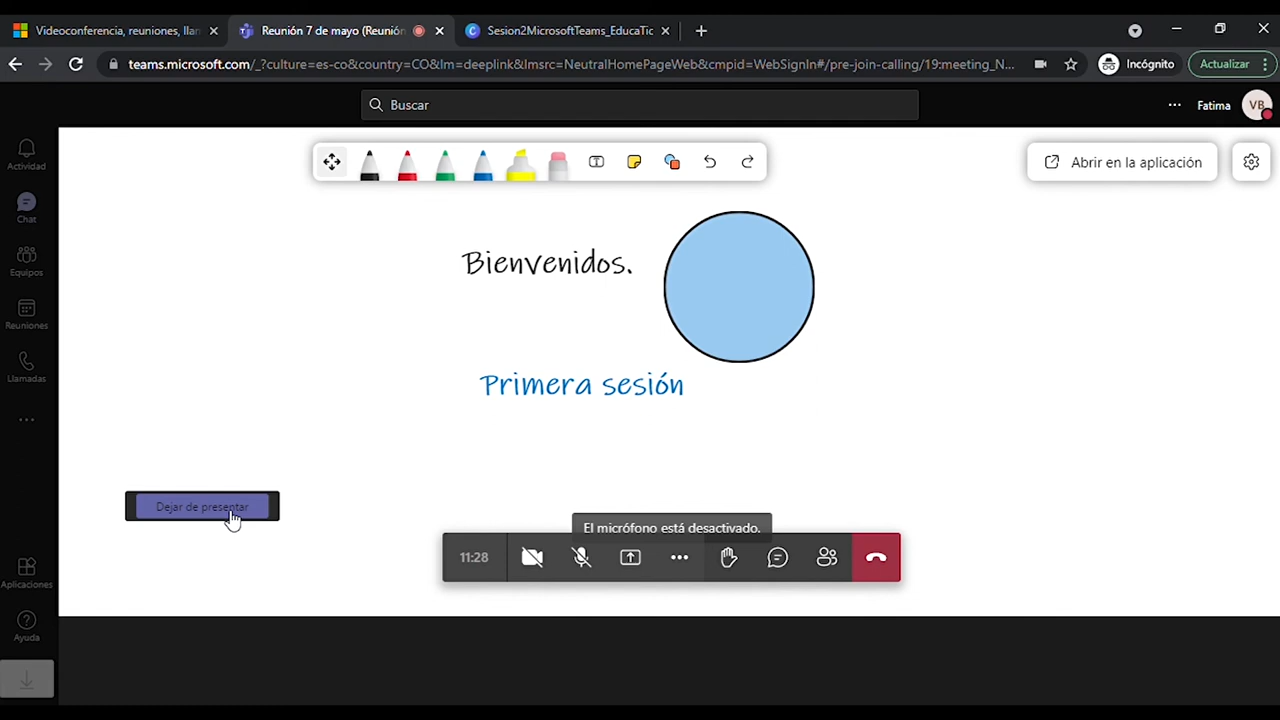 Videoconferencia, reuniones, llan
Reunión 7 de mayo (Reunión
Sesion2MicrosoftTeams_EducaTic
teams.microsoft.com/_?culture=es-co&country=CO&lm=deeplink&lmsrc=NeutralHomePageWeb&cmpid=WebSignIn#/pre-join-calling/19:meeting_N...
Incógnito
Actualizar
Buscar
Fatima
VB
Actividad
Chat
Equipos
Reuniones
Llamadas
Aplicaciones
Ayuda
Abrir en la aplicación
Bienvenidos.
Primera sesión
Dejar de presentar
El micrófono está desactivado.
11:28